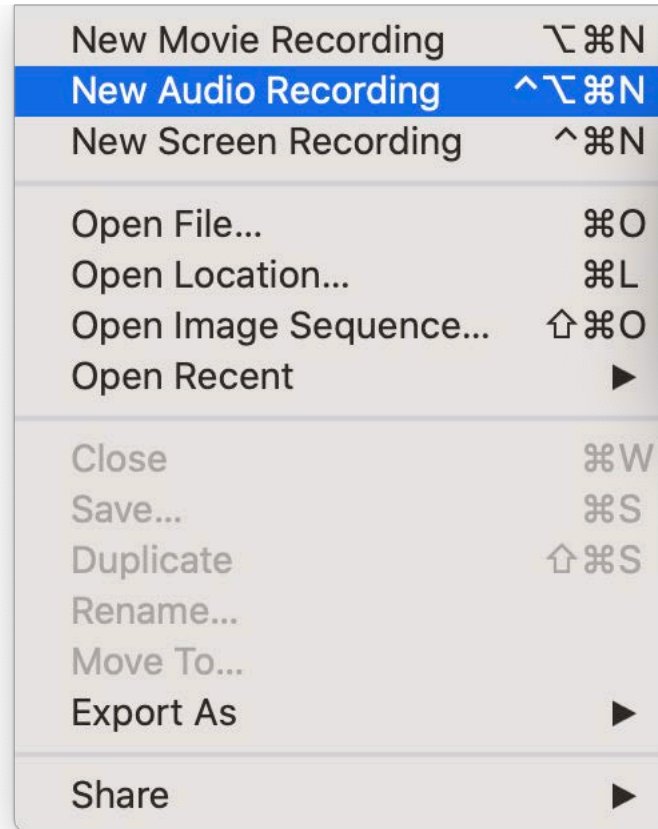 New Movie Recording ⌥⌘N
New Audio Recording ^⌥⌘N
New Screen Recording ^⌘N
Open File... ⌘O
Open Location... ⌘L
Open Image Sequence... ⇧⌘O
Open Recent ▶
Close ⌘W
Save... ⌘S
Duplicate ⇧⌘S
Rename...
Move To...
Export As ▶
Share ▶